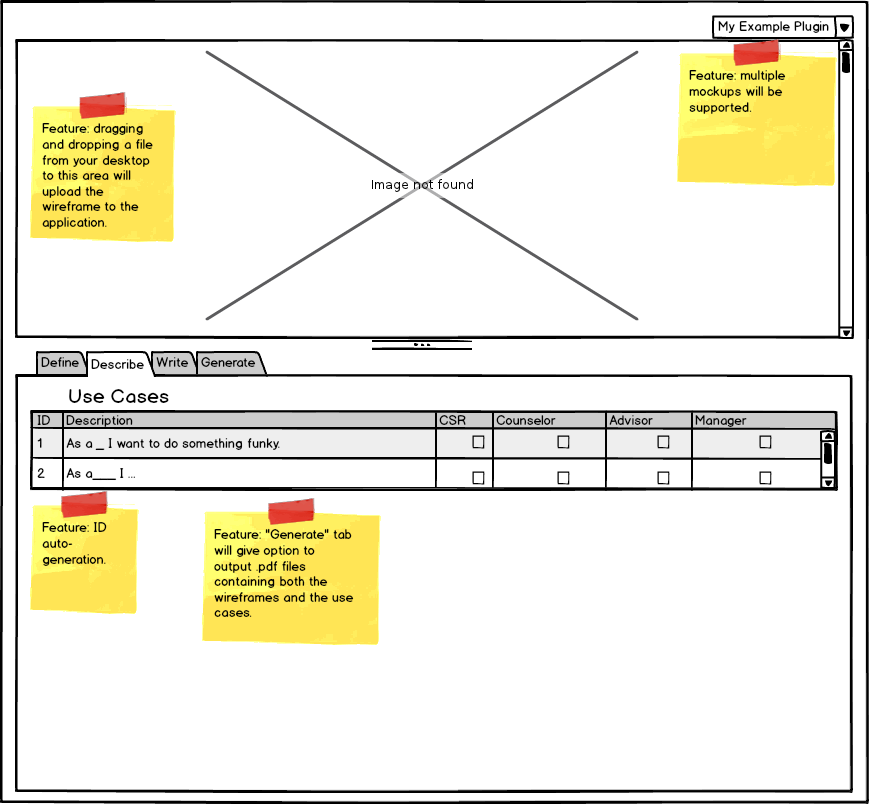 My Example Plugin
Feature: multiple
mockups will be
supported.
Feature: dragging
and dropping a file
from your desktop
to this area will
upload the
wireframe to the
application.
Image not found
Define Describe Write Generate
Use Cases
ID Description CSR Counselor Advisor Manager
1 As a _ I want to do something funky.
2 As a___ I ...
Feature: ID
auto-
generation.
Feature: "Generate" tab
will give option to
output .pdf files
containing both the
wireframes and the use
cases.